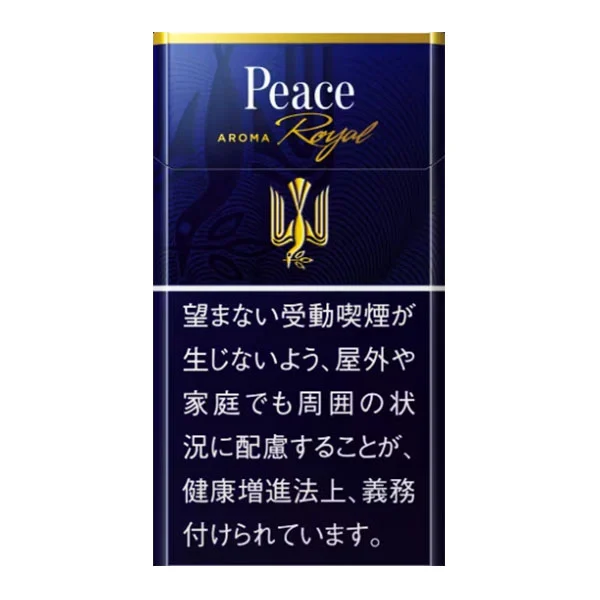 Peace
AROMA Royal
望まない受動喫煙が
生じないよう、屋外や
家庭でも周囲の状
況に配慮することが、
健康増進法上、義務
付けられています。